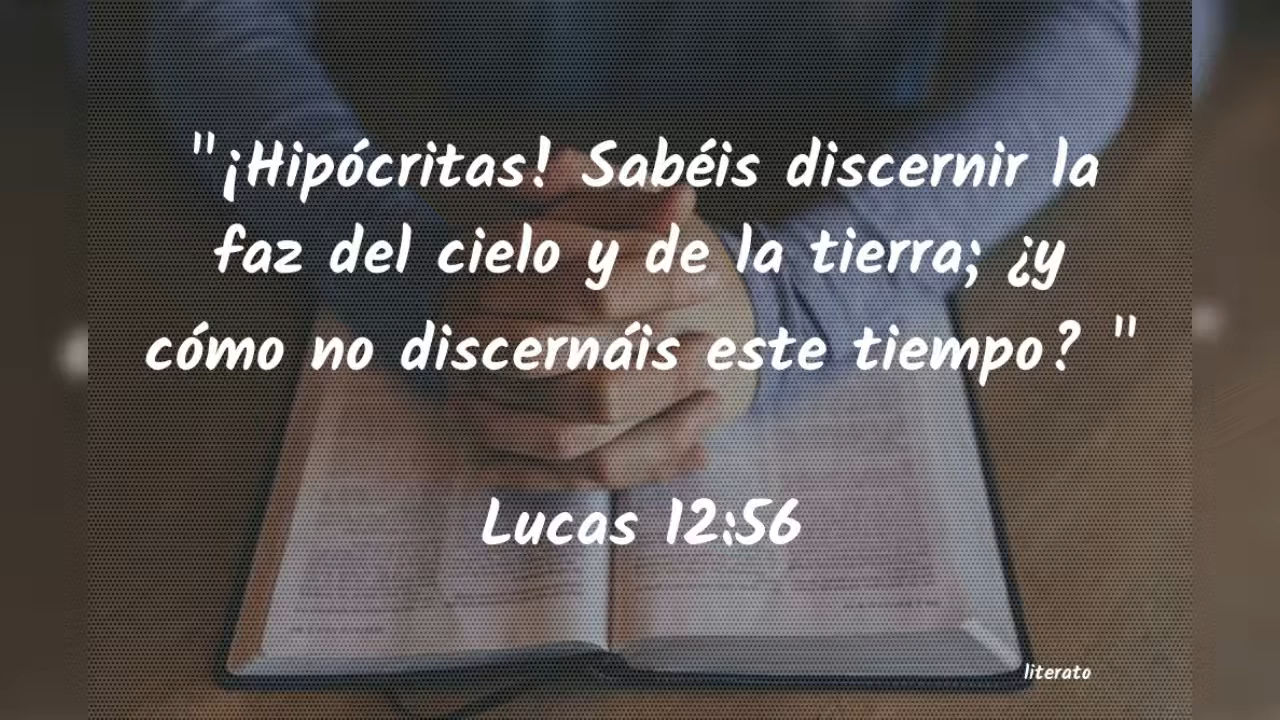 "¡Hipócritas! Sabéis discernir la
faz del cielo y de la tierra; ¿y
cómo no discernáis este tiempo? "
Lucas 12:56
literato